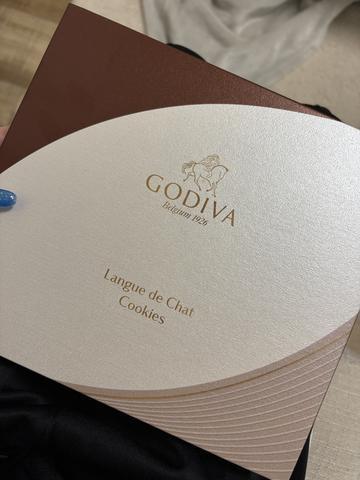 GODIVA
Belgium 1926
Langue de Chat
Cookies